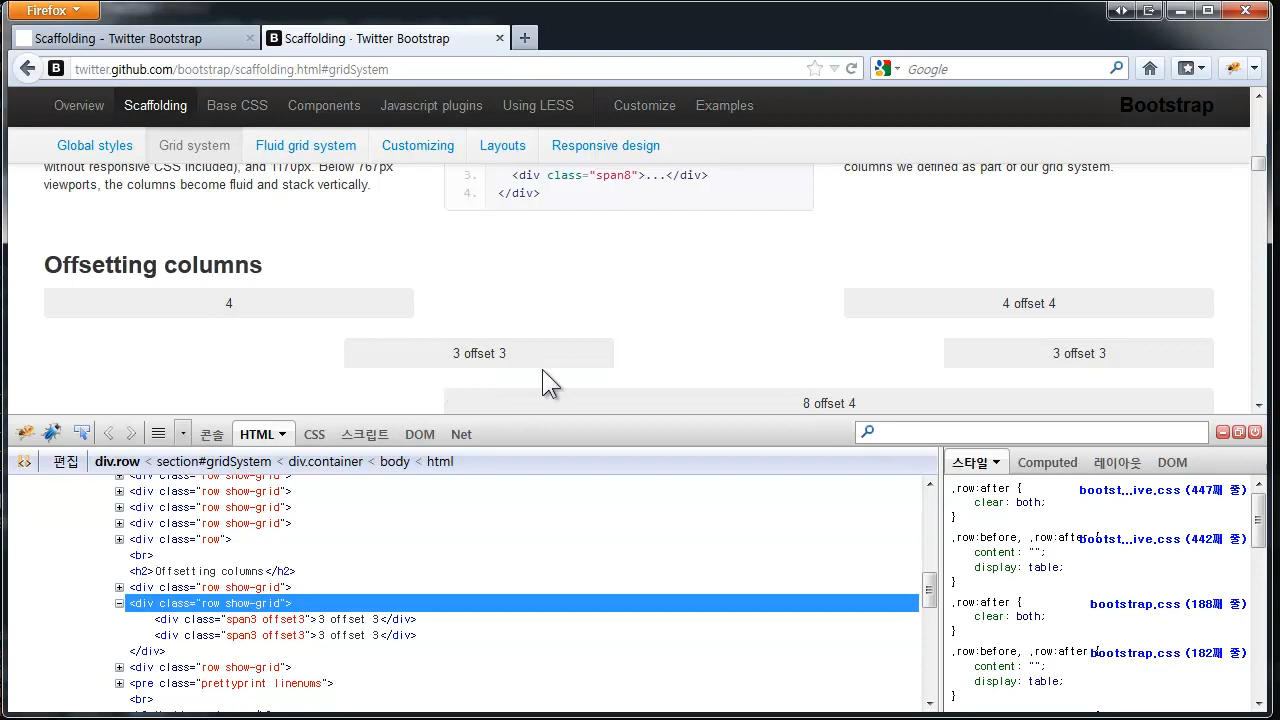 Firefox
Scaffolding - Twitter Bootstrap
Scaffolding · Twitter Bootstrap
twitter.github.com/bootstrap/scaffolding.html#gridSystem
Google
Overview Scaffolding Base CSS Components Javascript plugins Using LESS Customize Examples Bootstrap
Global styles Grid system Fluid grid system Customizing Layouts Responsive design
without responsive CSS included), and 1170px. Below 767px
viewports, the columns become fluid and stack vertically.
3. <div class="span8">...</div>
4. </div>
columns we defined as part of our grid system.
Offsetting columns
4
4 offset 4
3 offset 3
3 offset 3
8 offset 4
콘솔 HTML CSS 스크립트 DOM Net
편집 div.row < section#gridSystem < div.container < body < html
<div class="row show-grid">
<div class="row show-grid">
<div class="row show-grid">
<div class="row show-grid">
<div class="row">
<br>
<h2>Offsetting columns</h2>
<div class="row show-grid">
<div class="row show-grid">
<div class="span3 offset3">3 offset 3</div>
<div class="span3 offset3">3 offset 3</div>
</div>
<div class="row show-grid">
<pre class="prettyprint linenums">
<br>
스타일 Computed 레이아웃 DOM
.row:after { bootst...ive.css (447째 줄)
clear: both;
}
.row:before, .row:after { bootst...ive.css (442째 줄)
content: "";
display: table;
}
.row:after { bootstrap.css (188째 줄)
clear: both;
}
.row:before, .row:after { bootstrap.css (182째 줄)
content: "";
display: table;
}